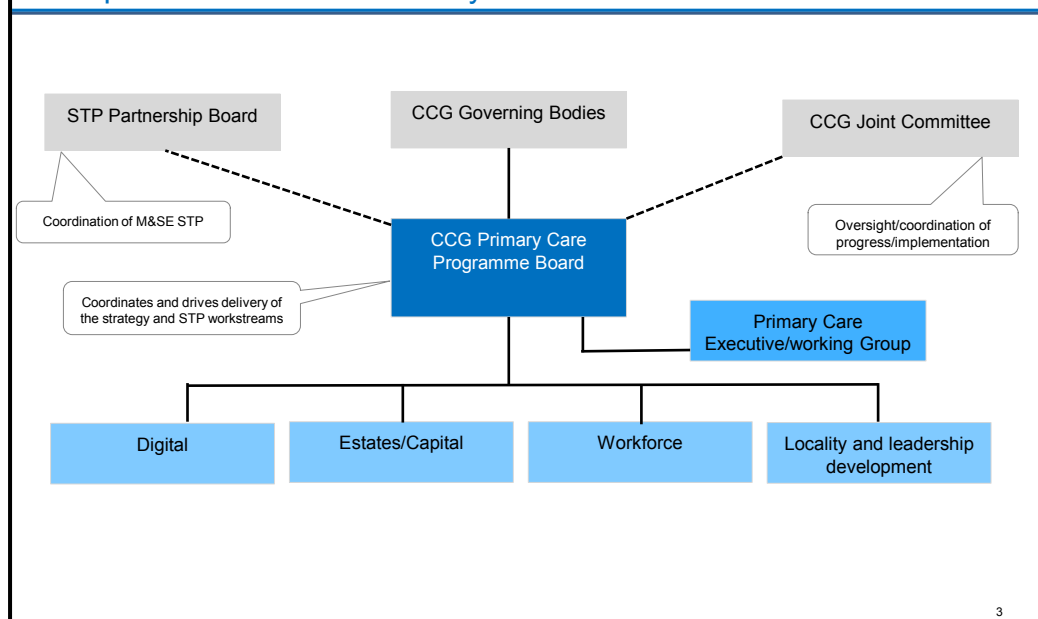 STP Partnership Board
CCG Governing Bodies
CCG Joint Committee
Coordination of M&SE STP
Oversight/coordination of
progress/implementation
CCG Primary Care
Programme Board
Coordinates and drives delivery of
the strategy and STP workstreams
Primary Care
Executive/working Group
Digital
Estates/Capital
Workforce
Locality and leadership
development
3